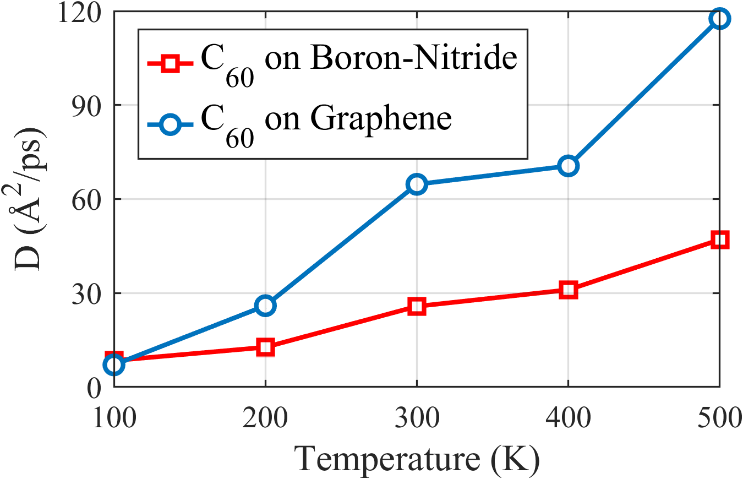 120
90
60
30
0
D (Å²/ps)
C₆₀ on Boron-Nitride
C₆₀ on Graphene
100 200 300 400 500
Temperature (K)